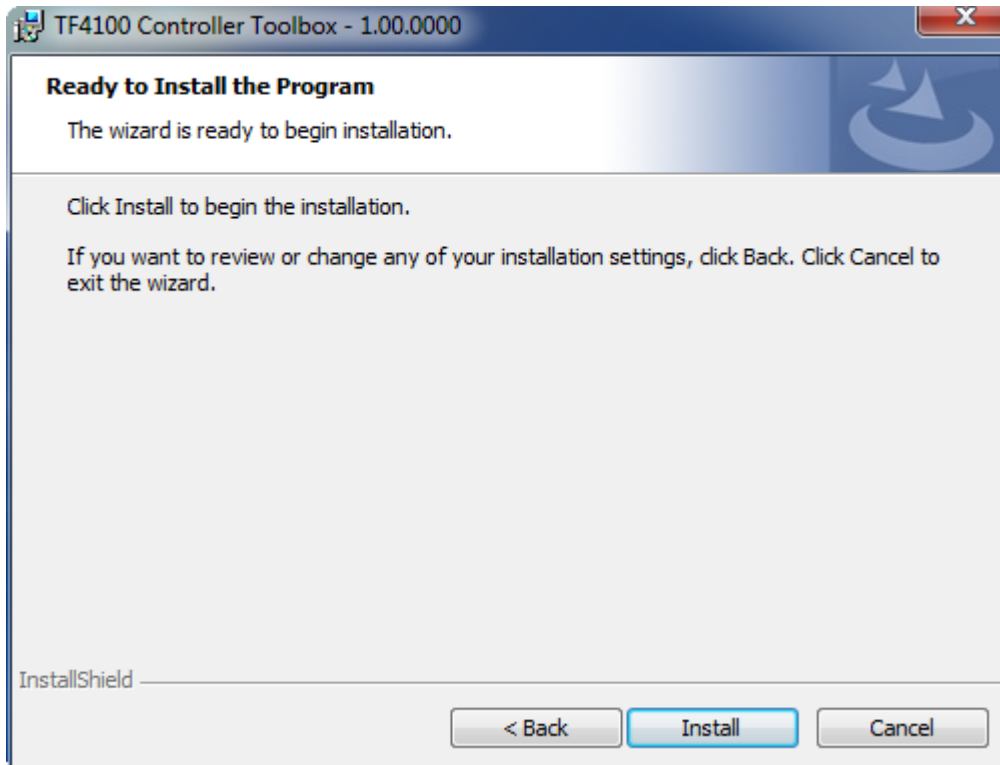 TF4100 Controller Toolbox - 1.00.0000
Ready to Install the Program
The wizard is ready to begin installation.
Click Install to begin the installation.
If you want to review or change any of your installation settings, click Back. Click Cancel to
exit the wizard.
InstallShield
< Back Install Cancel